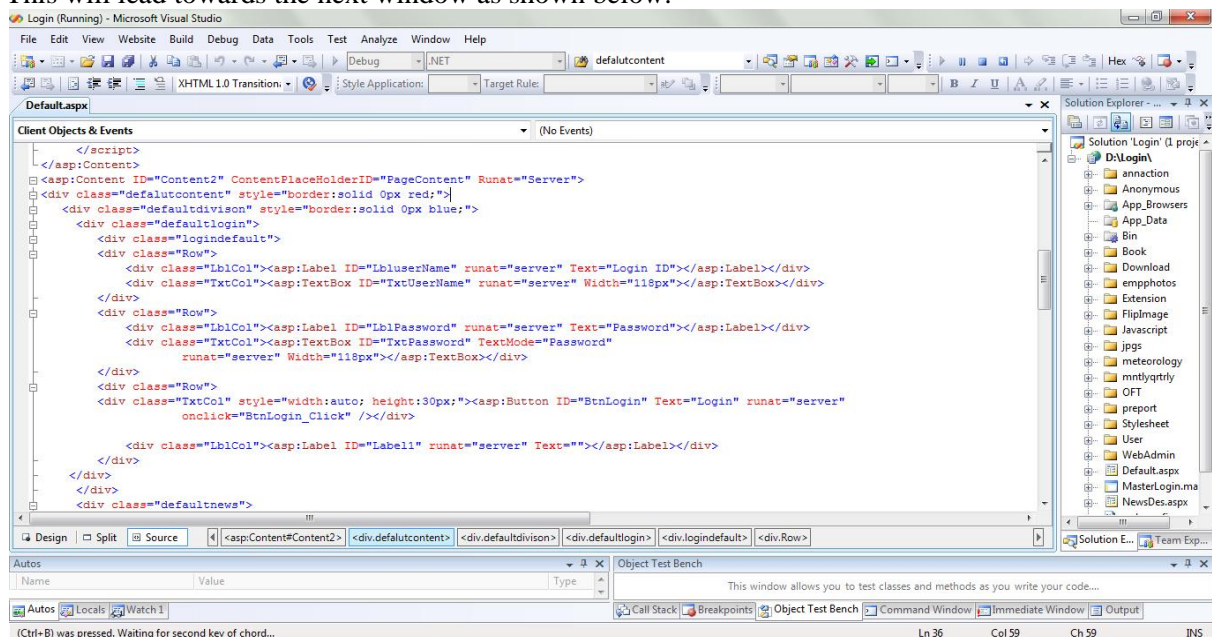 This will lead towards the next window as shown below:
Login (Running) - Microsoft Visual Studio
File Edit View Website Build Debug Data Tools Test Analyze Window Help
Debug .NET defalutcontent Hex
XHTML 1.0 Transition: Style Application: Target Rule: B I U A
Default.aspx
Client Objects & Events (No Events)
</script>
</asp:Content>
<asp:Content ID="Content2" ContentPlaceHolderID="PageContent" Runat="Server">
<div class="defalutcontent" style="border:solid 0px red;">
<div class="defaultdivison" style="border:solid 0px blue;">
<div class="defaultlogin">
<div class="logindefault">
<div class="Row">
<div class="LblCol"><asp:Label ID="LbluserName" runat="server" Text="Login ID"></asp:Label></div>
<div class="TxtCol"><asp:TextBox ID="TxtUserName" runat="server" Width="118px"></asp:TextBox></div>
</div>
<div class="Row">
<div class="LblCol"><asp:Label ID="LblPassword" runat="server" Text="Password"></asp:Label></div>
<div class="TxtCol"><asp:TextBox ID="TxtPassword" TextMode="Password"
runat="server" Width="118px"></asp:TextBox></div>
</div>
<div class="Row">
<div class="TxtCol" style="width:auto; height:30px;"><asp:Button ID="BtnLogin" Text="Login" runat="server"
onclick="BtnLogin_Click" /></div>
<div class="LblCol"><asp:Label ID="Label1" runat="server" Text=""></asp:Label></div>
</div>
</div>
</div>
<div class="defaultnews">
Design Split Source <asp:Content#Content2> <div.defalutcontent> <div.defaultdivison> <div.defaultlogin> <div.logindefault> <div.Row>
Solution Explorer - ...
Solution 'Login' (1 proje
D:\Login\
annaction
Anonymous
App_Browsers
App_Data
Bin
Book
Download
empphotos
Extension
FlipImage
Javascript
jpgs
meteorology
mntlyqrtrly
OFT
preport
Stylesheet
User
WebAdmin
Default.aspx
MasterLogin.ma
NewsDes.aspx
Solution E... Team Exp...
Autos
Name Value Type
Autos Locals Watch 1
Object Test Bench
This window allows you to test classes and methods as you write your code....
Call Stack Breakpoints Object Test Bench Command Window Immediate Window Output
(Ctrl+B) was pressed. Waiting for second key of chord... Ln 36 Col 59 Ch 59 INS